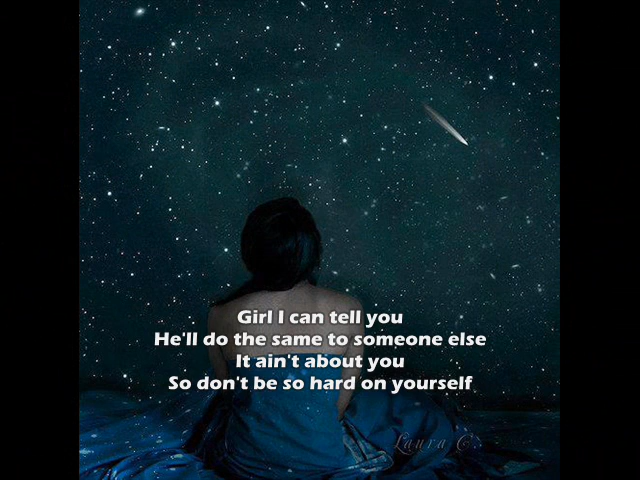 Girl I can tell you
He'll do the same to someone else
It ain't about you
So don't be so hard on yourself
Laura C.